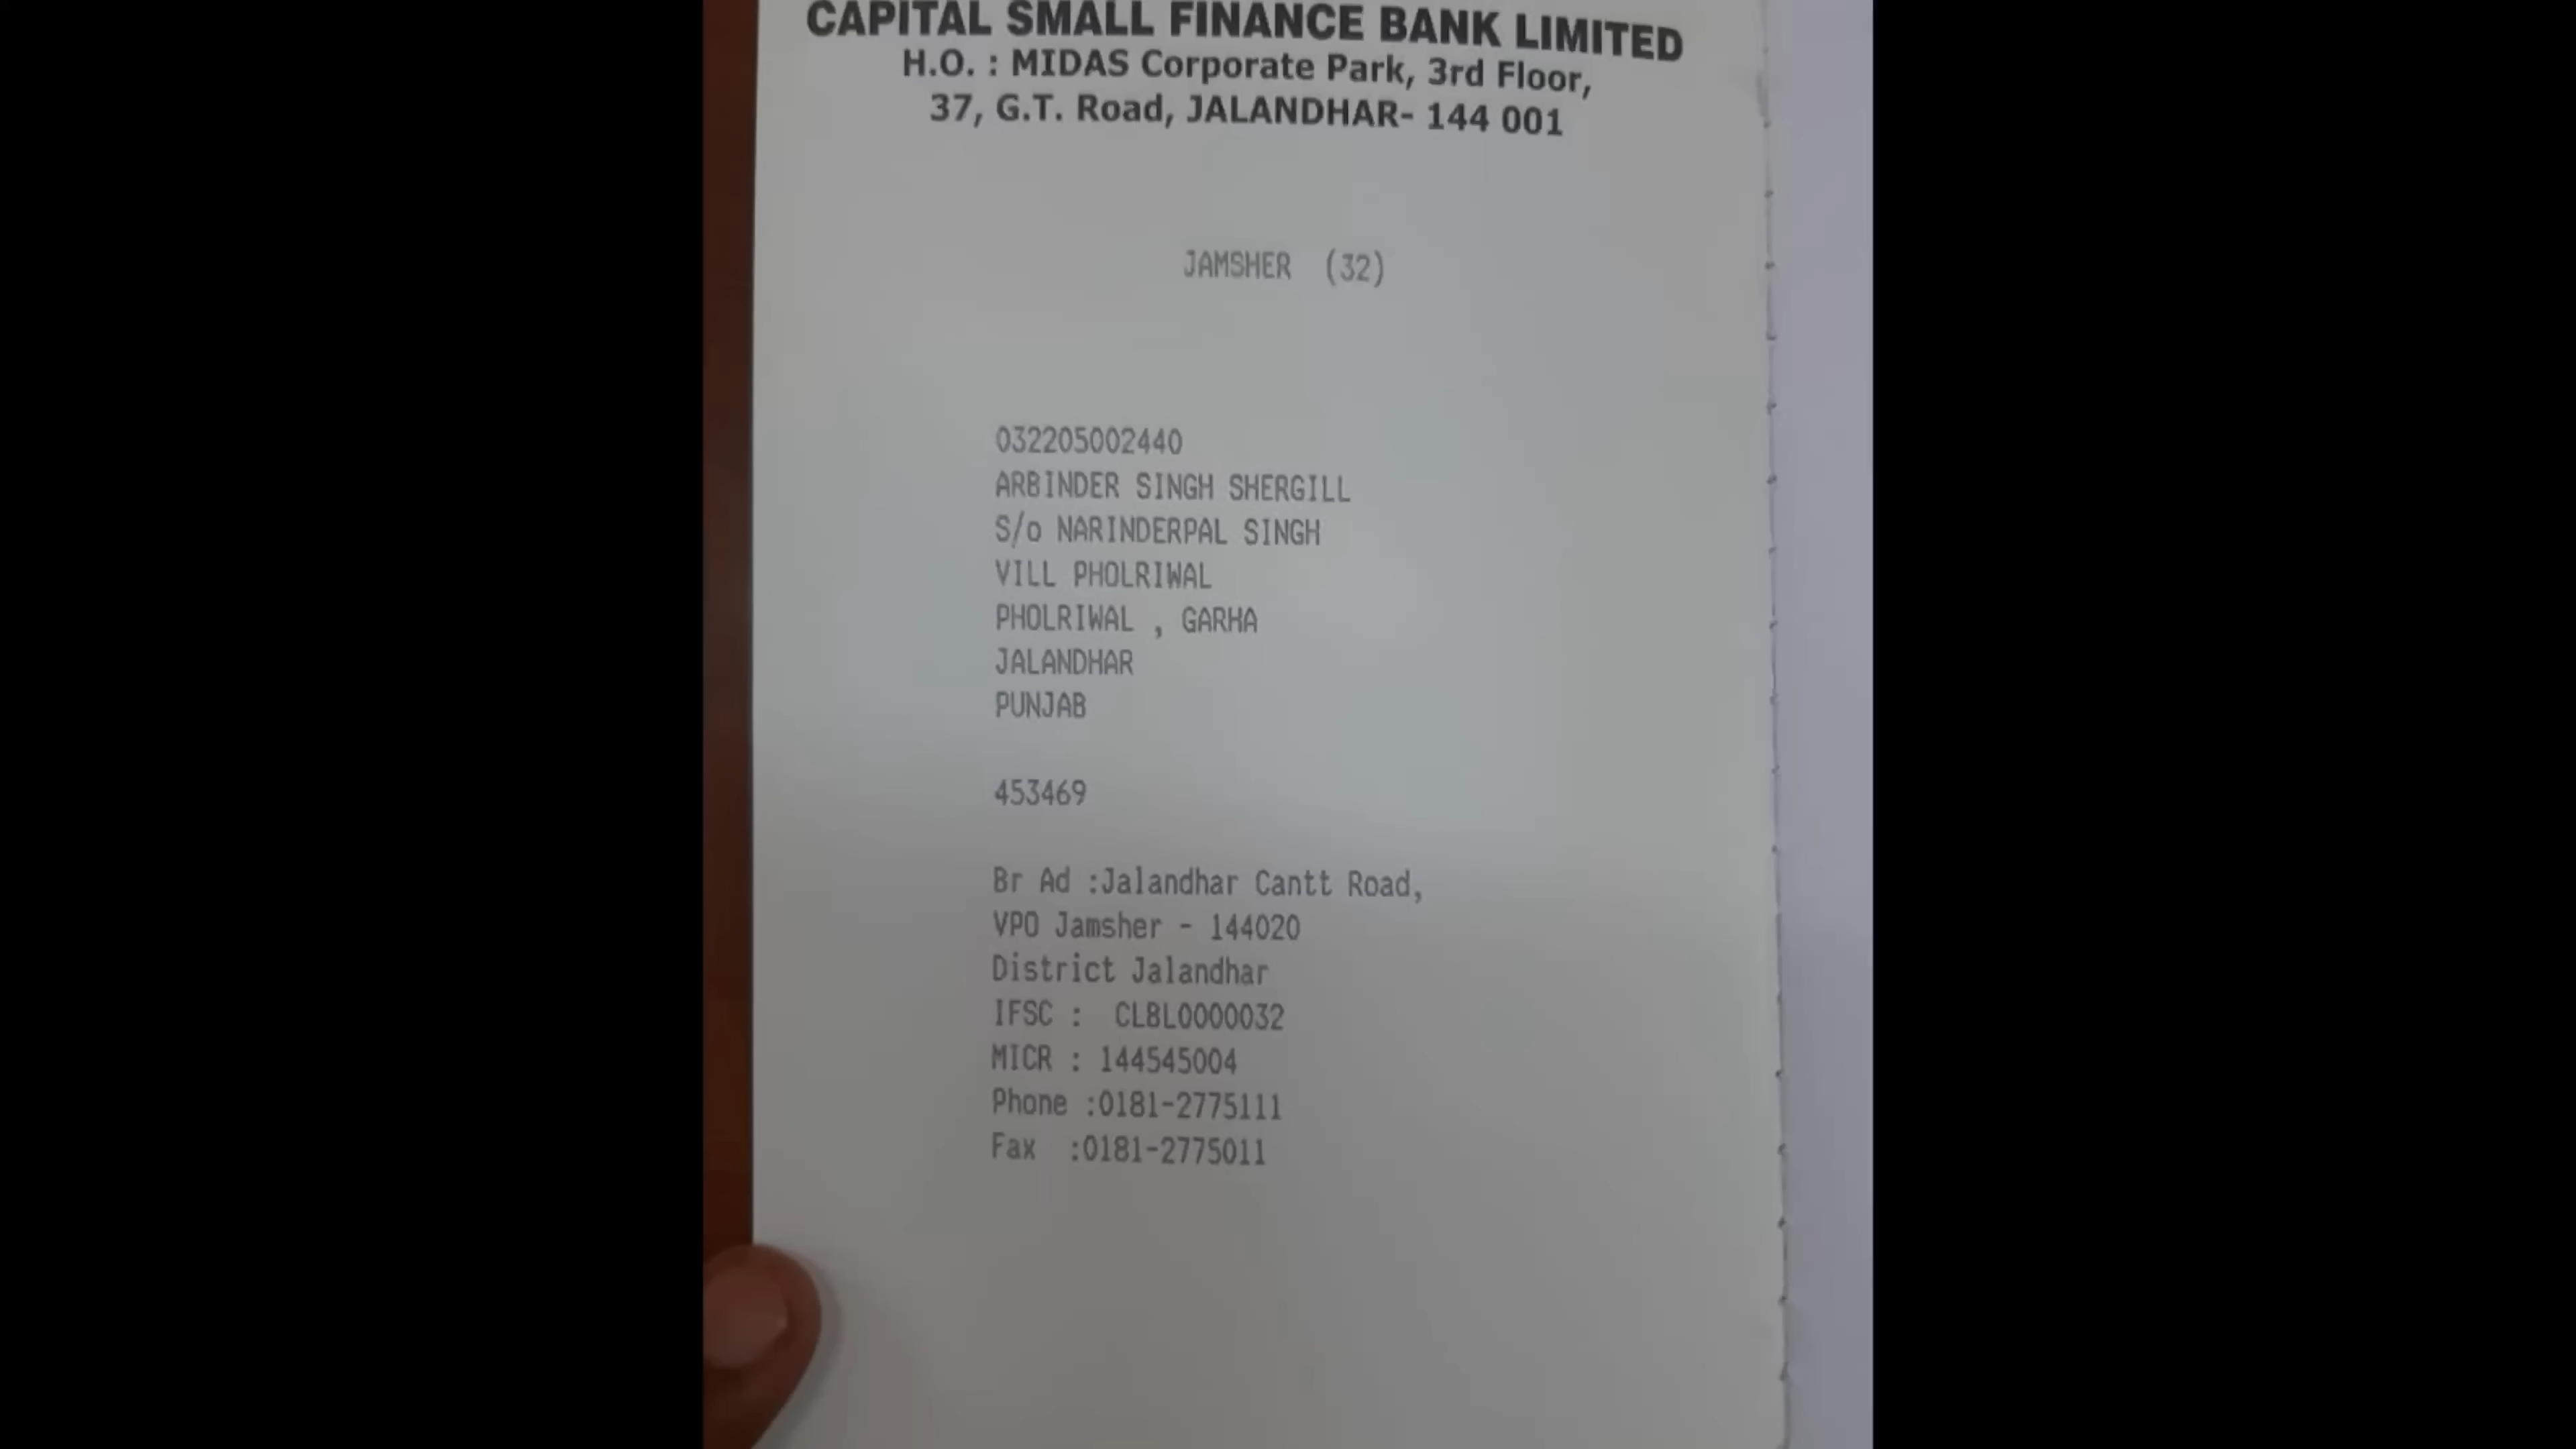 CAPITAL SMALL FINANCE BANK LIMITED
H.O. : MIDAS Corporate Park, 3rd Floor,
37, G.T. Road, JALANDHAR- 144 001
JAMSHER (32)
032205002440
ARBINDER SINGH SHERGILL
S/o NARINDERPAL SINGH
VILL PHOLRIWAL
PHOLRIWAL , GARHA
JALANDHAR
PUNJAB
453469
Br Ad :Jalandhar Cantt Road,
VPO Jamsher - 144020
District Jalandhar
IFSC : CLBL0000032
MICR : 144545004
Phone :0181-2775111
Fax :0181-2775011